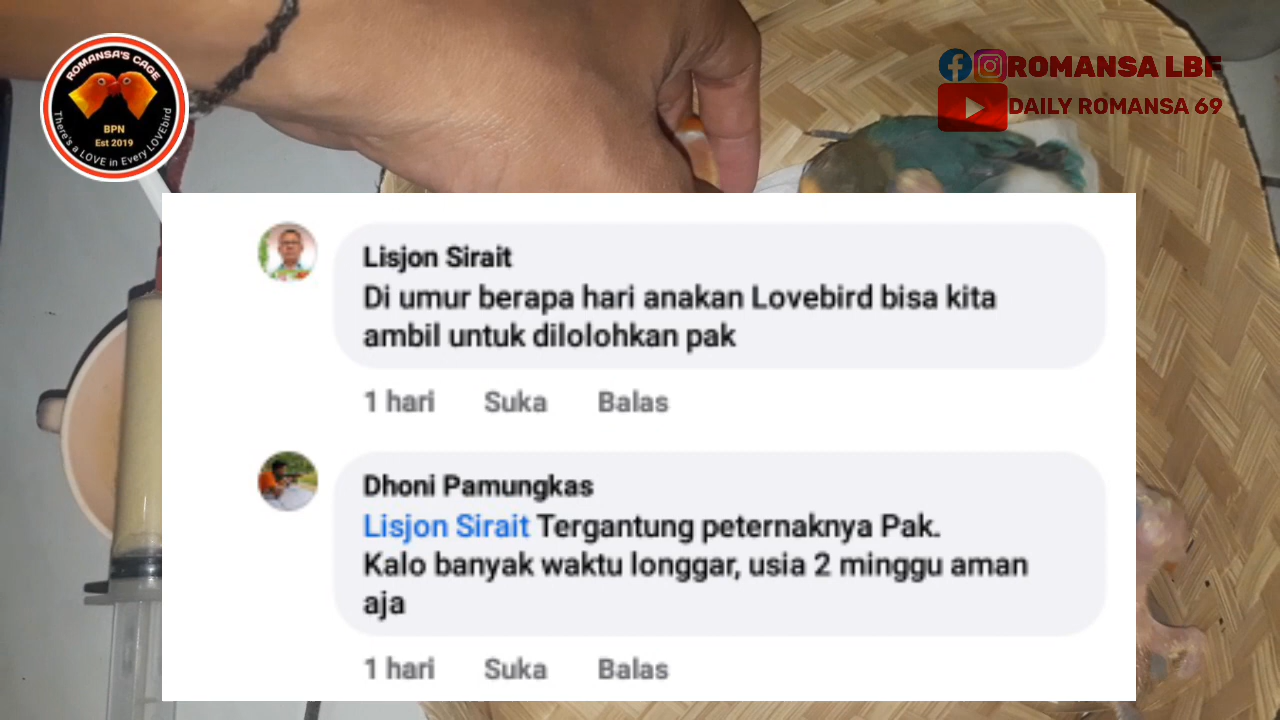 ROMANSA'S CAGE
BPN
Est 2019
There's a LOVE in Every LOVEbird
ROMANSA LBF
DAILY ROMANSA 69
Lisjon Sirait
Di umur berapa hari anakan Lovebird bisa kita
ambil untuk dilolohkan pak
1 hari Suka Balas
Dhoni Pamungkas
Lisjon Sirait Tergantung peternaknya Pak.
Kalo banyak waktu longgar, usia 2 minggu aman
aja
1 hari Suka Balas